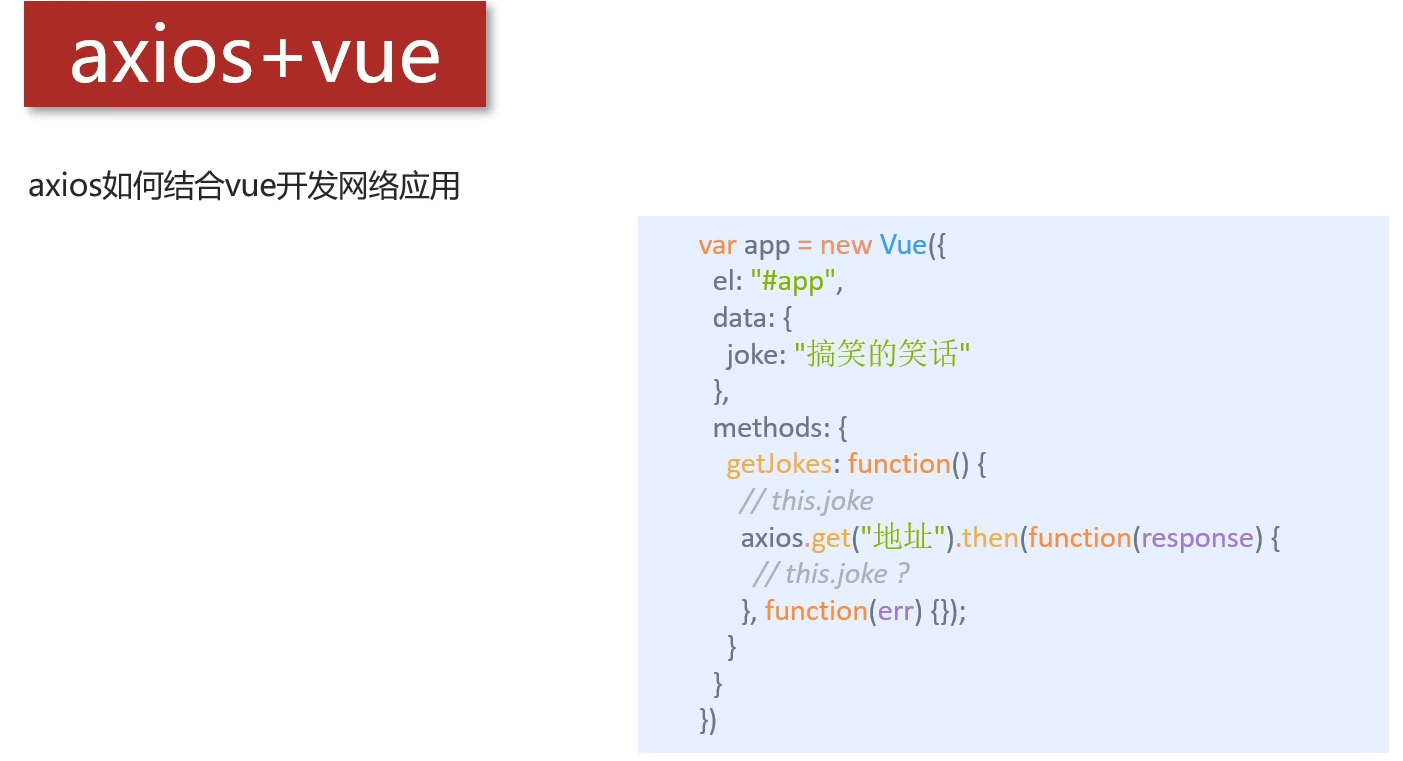 axios+vue
axios如何结合vue开发网络应用
var app = new Vue({
el: "#app",
data: {
joke: "搞笑的笑话"
},
methods: {
getJokes: function() {
// this.joke
axios.get("地址").then(function(response) {
// this.joke ?
}, function(err) {});
}
}
})